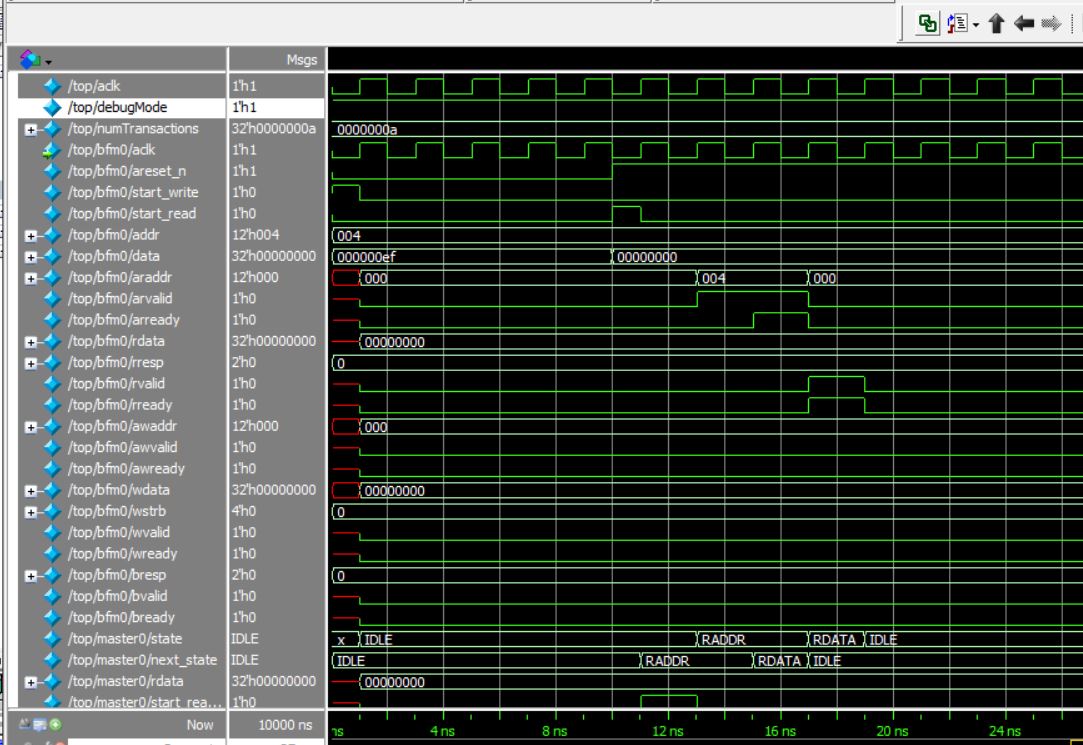 Msgs
/top/aclk 1'h1
/top/debugMode 1'h1
/top/numTransactions 32'h0000000a 0000000a
/top/bfm0/aclk 1'h1
/top/bfm0/areset_n 1'h1
/top/bfm0/start_write 1'h0
/top/bfm0/start_read 1'h0
/top/bfm0/addr 12'h004 004
/top/bfm0/data 32'h00000000 000000ef 00000000
/top/bfm0/araddr 12'h000 000 004 000
/top/bfm0/arvalid 1'h0
/top/bfm0/arready 1'h0
/top/bfm0/rdata 32'h00000000 00000000
/top/bfm0/rresp 2'h0 0
/top/bfm0/rvalid 1'h0
/top/bfm0/rready 1'h0
/top/bfm0/awaddr 12'h000 000
/top/bfm0/awvalid 1'h0
/top/bfm0/awready 1'h0
/top/bfm0/wdata 32'h00000000 00000000
/top/bfm0/wstrb 4'h0 0
/top/bfm0/wvalid 1'h0
/top/bfm0/wready 1'h0
/top/bfm0/bresp 2'h0 0
/top/bfm0/bvalid 1'h0
/top/bfm0/bready 1'h0
/top/master0/state IDLE x IDLE RADDR RDATA IDLE
/top/master0/next_state IDLE IDLE RADDR RDATA IDLE
/top/master0/rdata 32'h00000000 00000000
/top/master0/start_rea... 1'h0
Now 10000 ns ns 4 ns 8 ns 12 ns 16 ns 20 ns 24 ns